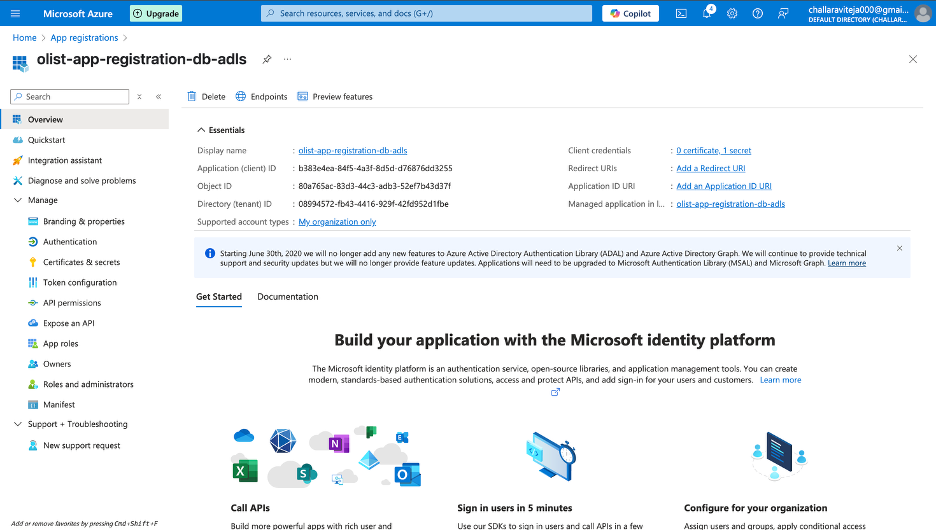 Microsoft Azure
Upgrade
Search resources, services, and docs (G+/)
Copilot
4
challaraviteja000@gmai...
DEFAULT DIRECTORY (CHALLAR...
Home > App registrations >
olist-app-registration-db-adls
Search
Overview
Quickstart
Integration assistant
Diagnose and solve problems
Manage
Branding & properties
Authentication
Certificates & secrets
Token configuration
API permissions
Expose an API
App roles
Owners
Roles and administrators
Manifest
Support + Troubleshooting
New support request
Add or remove favorites by pressing Cmd+Shift+F
Delete
Endpoints
Preview features
Essentials
Display name : olist-app-registration-db-adls
Application (client) ID : b383e4ea-84f5-4a3f-8d5d-d76876dd3255
Object ID : 80a765ac-83d3-44c3-adb3-52ef7b43d37f
Directory (tenant) ID : 08994572-fb43-4416-929f-42fd952d1fbe
Supported account types : My organization only
Client credentials : 0 certificate, 1 secret
Redirect URIs : Add a Redirect URI
Application ID URI : Add an Application ID URI
Managed application in l... : olist-app-registration-db-adls
Starting June 30th, 2020 we will no longer add any new features to Azure Active Directory Authentication Library (ADAL) and Azure Active Directory Graph. We will continue to provide technical
support and security updates but we will no longer provide feature updates. Applications will need to be upgraded to Microsoft Authentication Library (MSAL) and Microsoft Graph. Learn more
Get Started
Documentation
Build your application with the Microsoft identity platform
The Microsoft identity platform is an authentication service, open-source libraries, and application management tools. You can create
modern, standards-based authentication solutions, access and protect APIs, and add sign-in for your users and customers. Learn more
N
E
X
S
O
Call APIs
Build more powerful apps with rich user and
Sign in users in 5 minutes
Use our SDKs to sign in users and call APIs in a few
Configure for your organization
Assign users and groups, apply conditional access